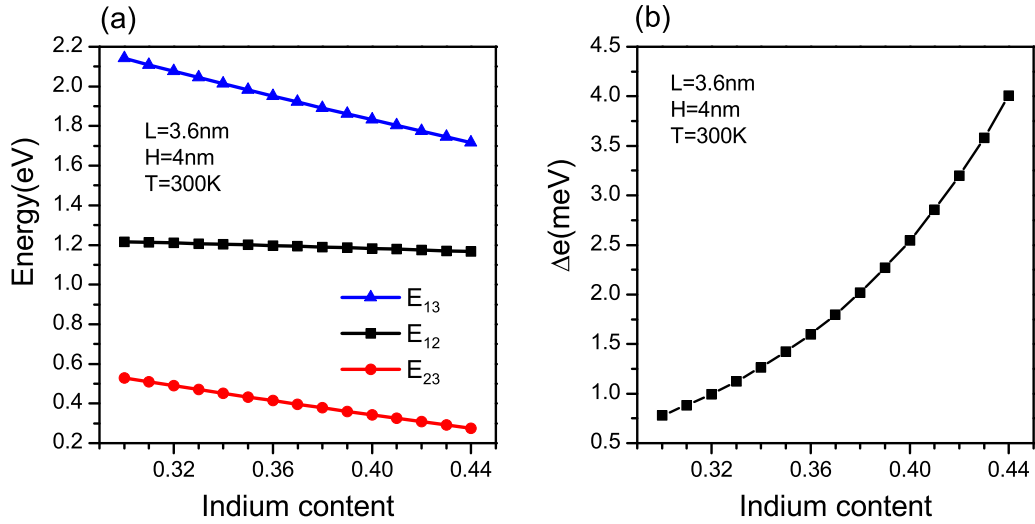 (a)
Energy(eV)
2.2
2.0
1.8
1.6
1.4
1.2
1.0
0.8
0.6
0.4
0.2
L=3.6nm
H=4nm
T=300K
E₁₃
E₁₂
E₂₃
0.32 0.36 0.40 0.44
Indium content
(b)
Δe(meV)
4.5
4.0
3.5
3.0
2.5
2.0
1.5
1.0
0.5
L=3.6nm
H=4nm
T=300K
0.32 0.36 0.40 0.44
Indium content